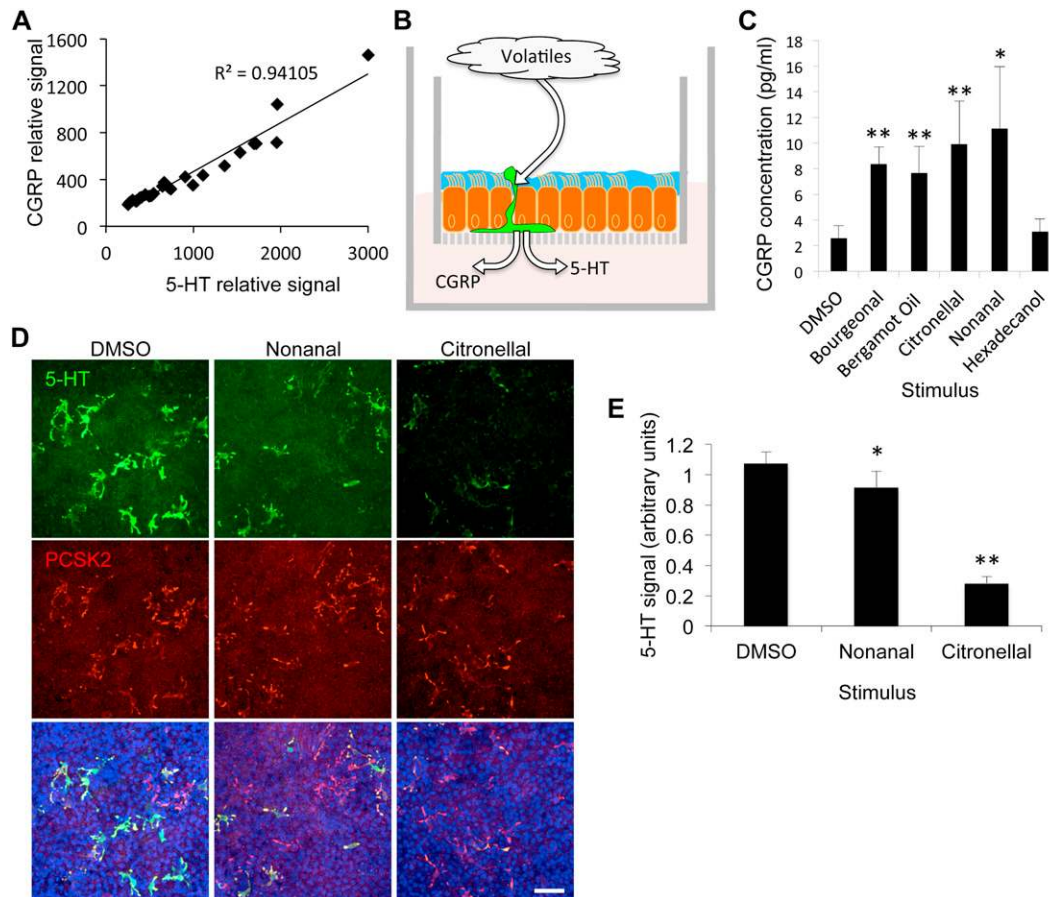 A
1600
1200
800
400
0
R² = 0.94105
0
1000
2000
3000
CGRP relative signal
5-HT relative signal
B
Volatiles
CGRP
5-HT
C
18
16
14
12
10
8
6
4
2
0
CGRP concentration (pg/ml)
**
**
**
*
DMSO
Bourgeonal
Bergamot Oil
Citronellal
Nonanal
Hexadecanol
Stimulus
D
DMSO
Nonanal
Citronellal
5-HT
PCSK2
E
1.2
1
0.8
0.6
0.4
0.2
0
5-HT signal (arbitrary units)
*
**
DMSO
Nonanal
Citronellal
Stimulus